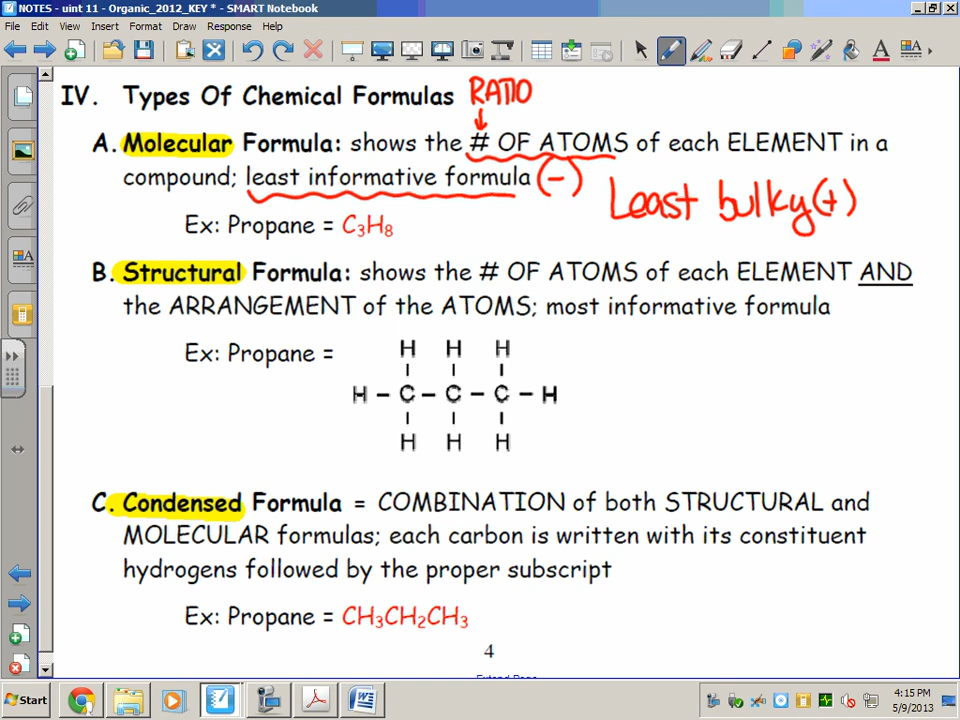 NOTES - uint 11 - Organic_2012_KEY * - SMART Notebook
File Edit View Insert Format Draw Response Help
IV. Types Of Chemical Formulas RATIO
A. Molecular Formula: shows the # OF ATOMS of each ELEMENT in a
compound; least informative formula (-) Least bulky (+)
Ex: Propane = C₃H₈
B. Structural Formula: shows the # OF ATOMS of each ELEMENT AND
the ARRANGEMENT of the ATOMS; most informative formula
Ex: Propane =
H H H
H - C - C - C - H
H H H
C. Condensed Formula = COMBINATION of both STRUCTURAL and
MOLECULAR formulas; each carbon is written with its constituent
hydrogens followed by the proper subscript
Ex: Propane = CH₃CH₂CH₃
4
Extend Page
Start
4:15 PM
5/9/2013